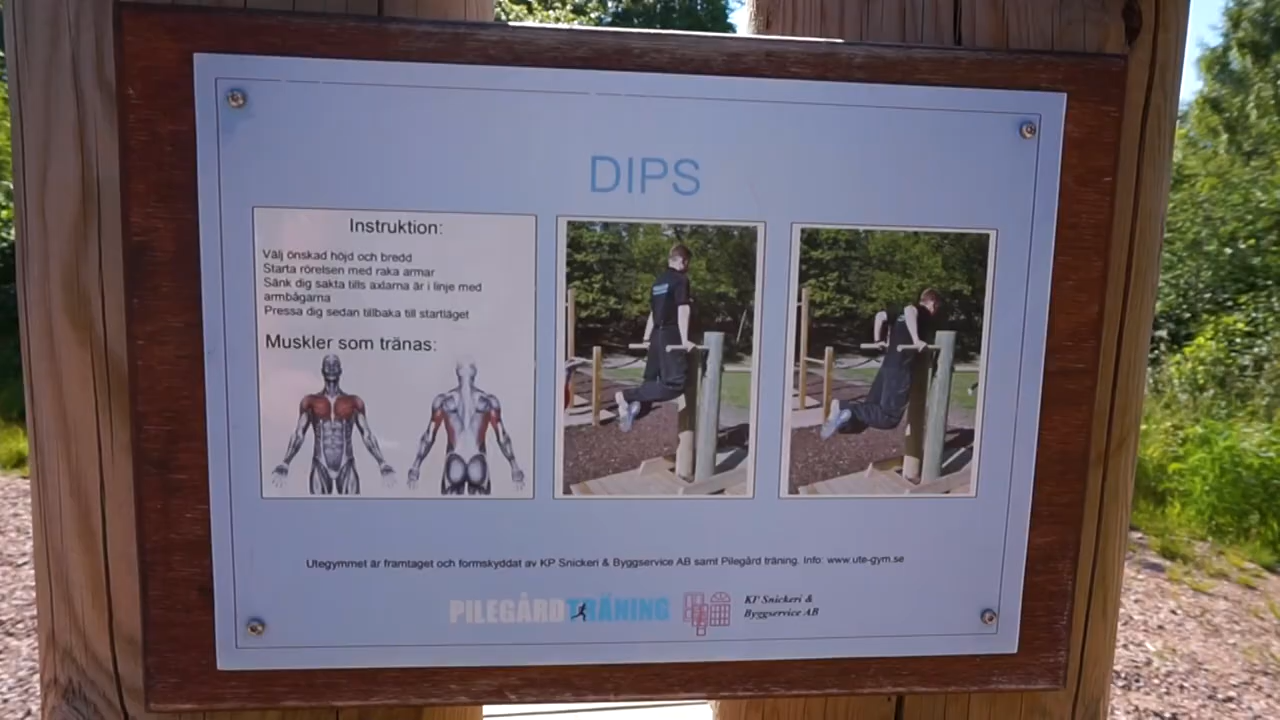 DIPS
Instruktion:
Välj önskad höjd och bredd
Starta rörelsen med raka armar
Sänk dig sakta tills axlarna är i linje med
armbågarna
Pressa dig sedan tillbaka till startläget
Muskler som tränas:
Utegymmet är framtaget och formskyddat av KP Snickeri & Byggservice AB samt Pilegård träning. Info: www.ute-gym.se
PILEGÅRDTRÄNING
KP Snickeri &
Byggservice AB